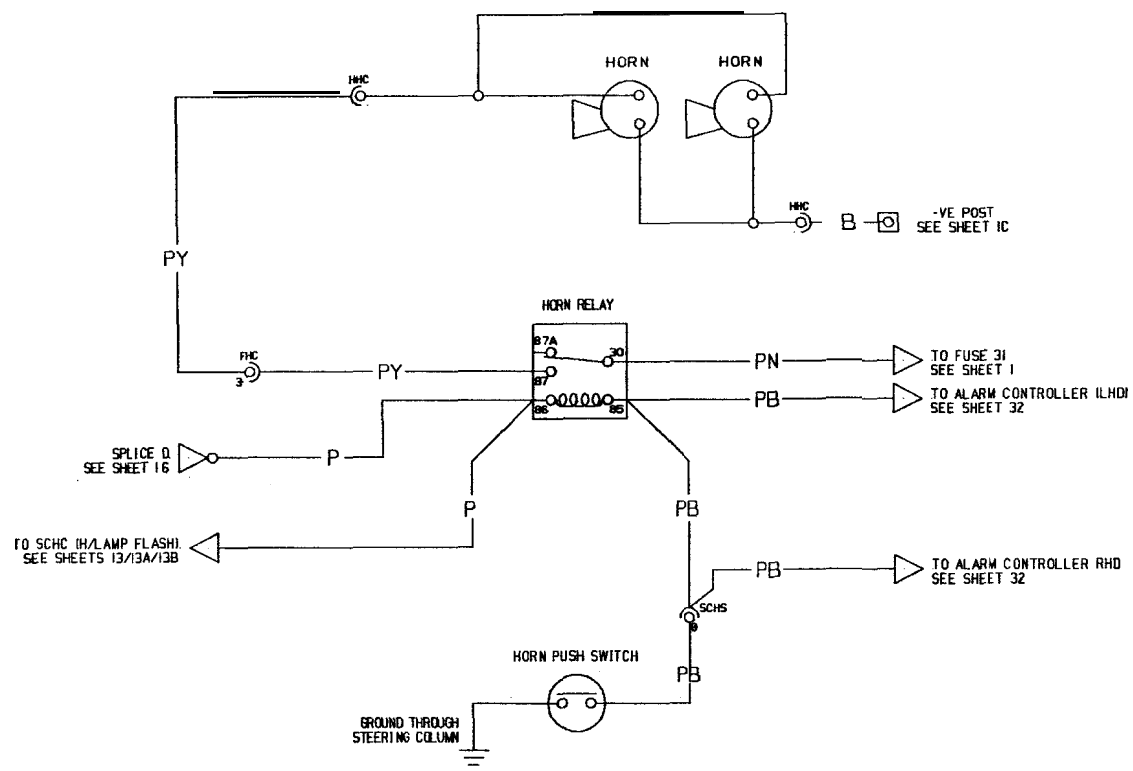 HORN
HORN
HHC
HHC
B
-VE POST
SEE SHEET 1C
PY
HORN RELAY
87A
30
87
86
85
FHC
3
PY
PN
TO FUSE 31
SEE SHEET 1
PB
TO ALARM CONTROLLER (LHD)
SEE SHEET 32
SPLICE D
SEE SHEET 16
P
P
PB
TO SCHC (H/LAMP FLASH).
SEE SHEETS 13/13A/13B
PB
TO ALARM CONTROLLER RHD
SEE SHEET 32
SCHS
HORN PUSH SWITCH
PB
GROUND THROUGH
STEERING COLUMN